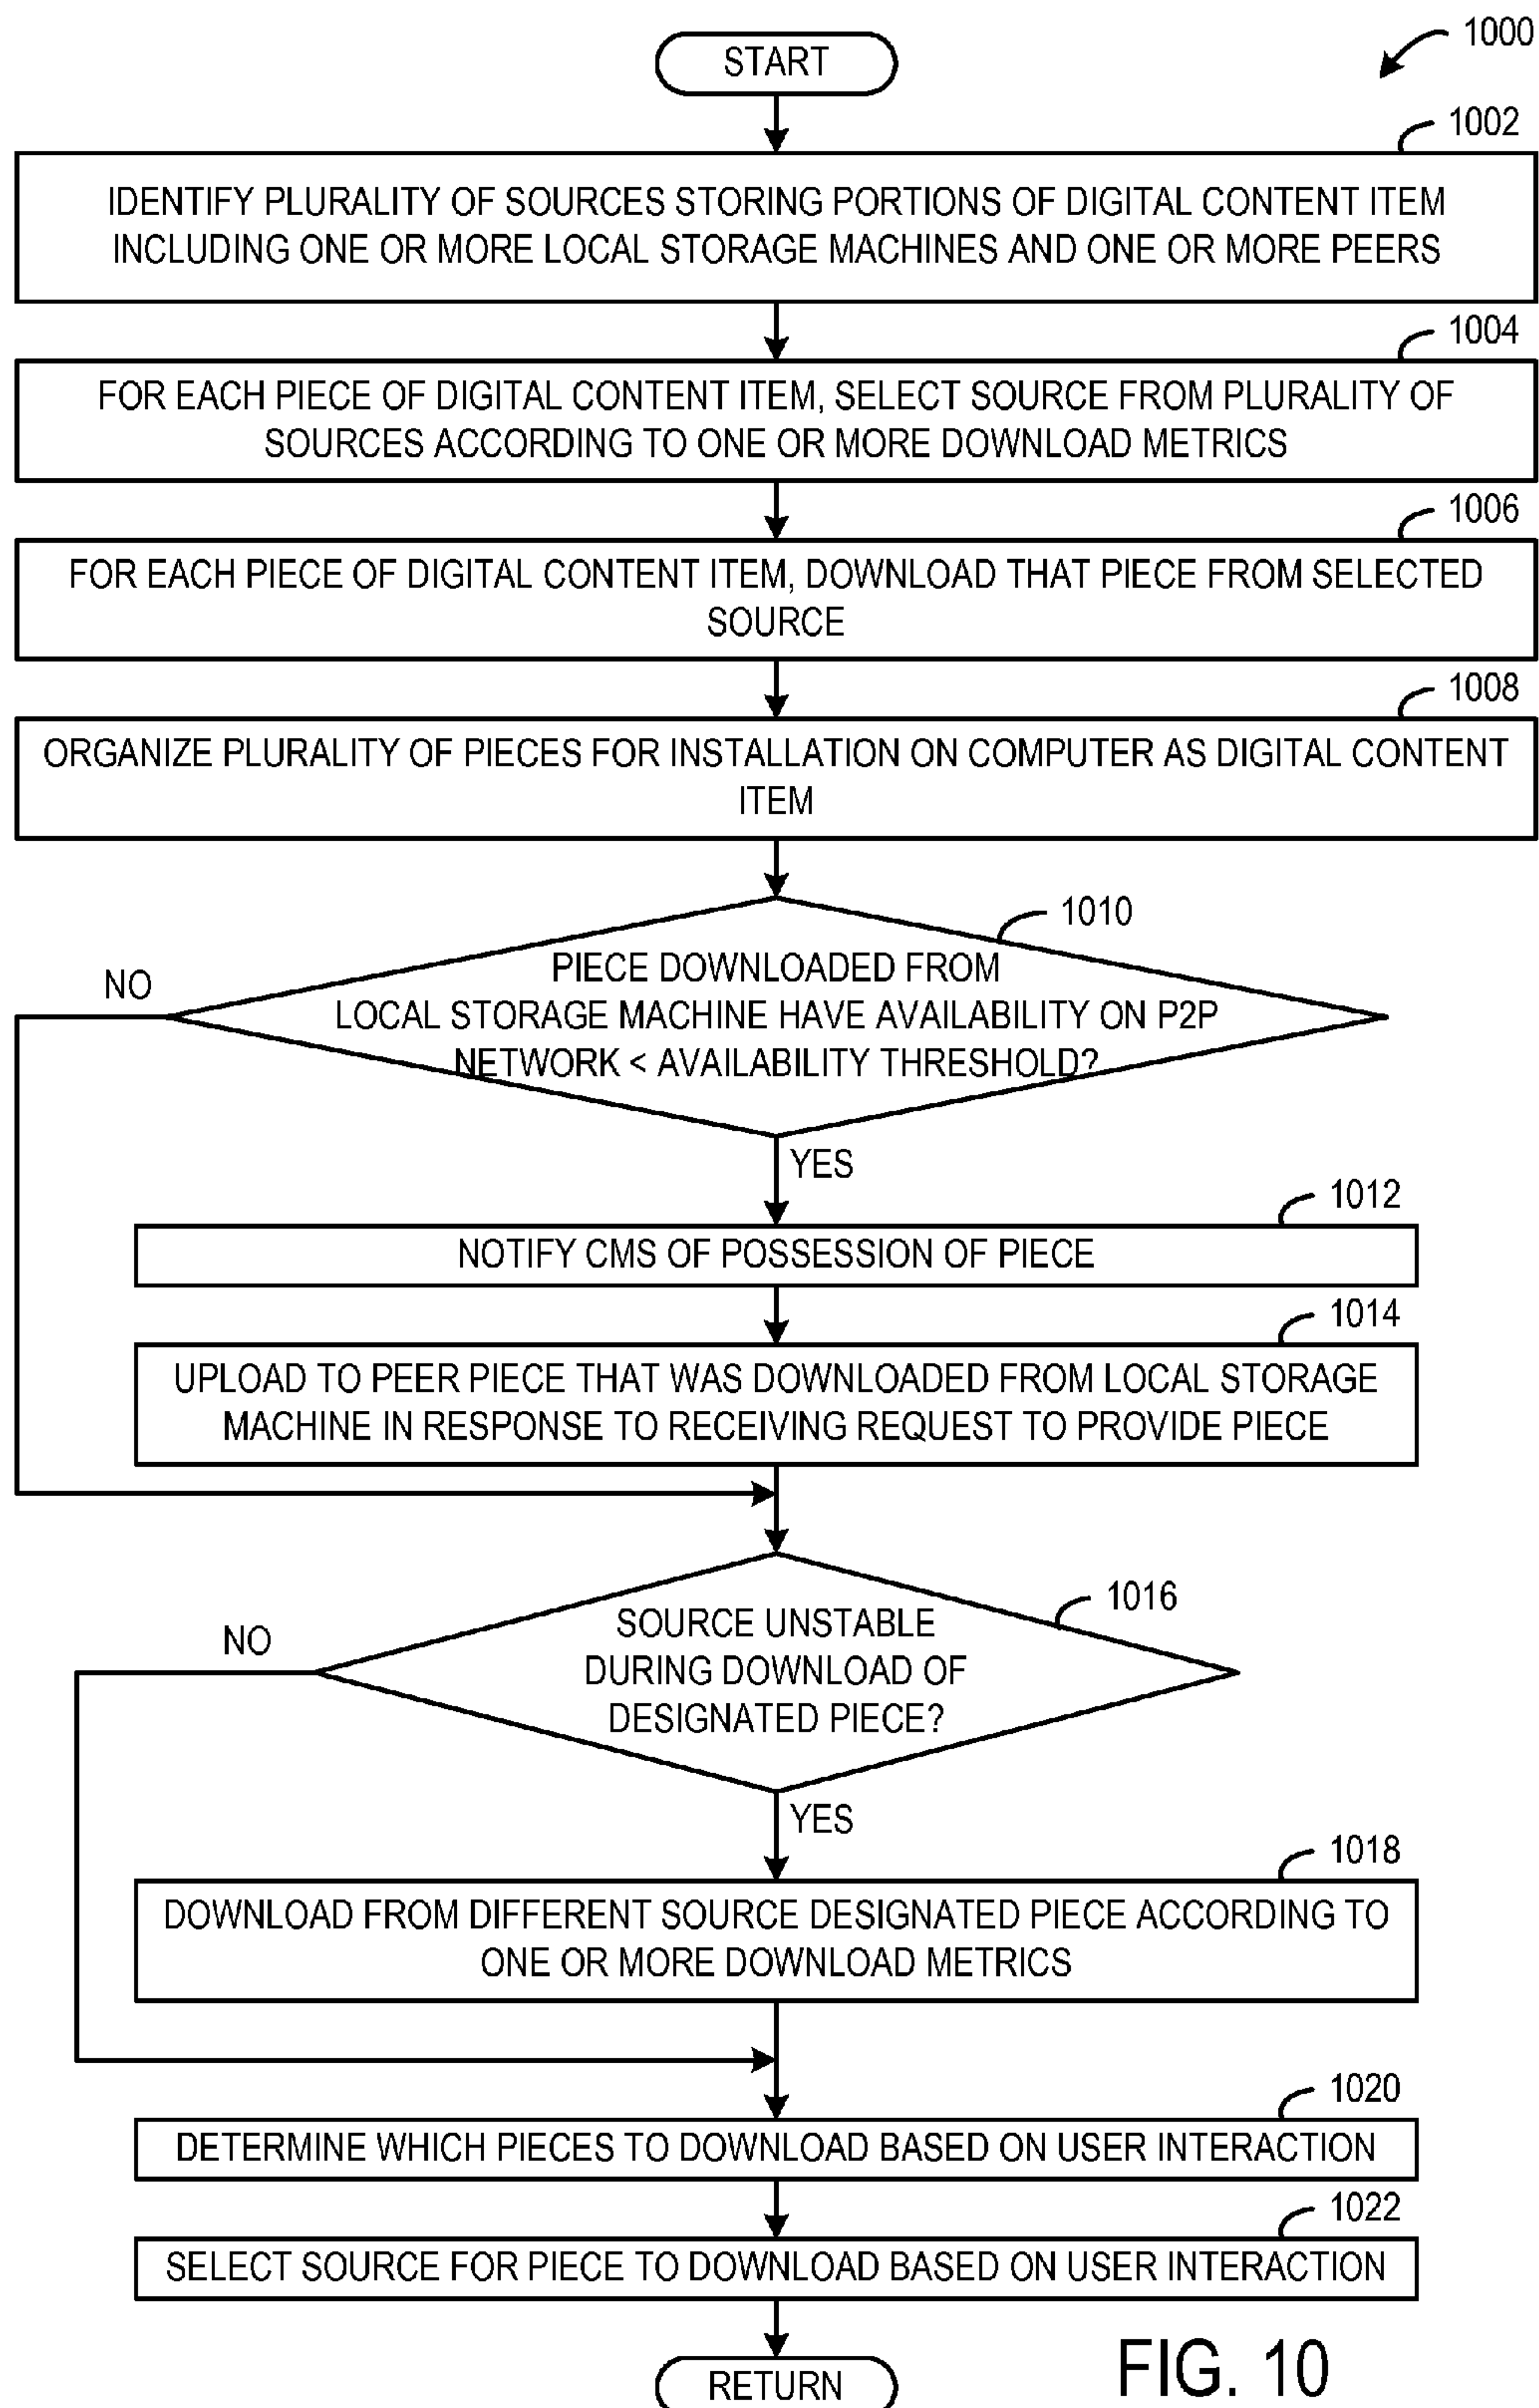 START
1000
1002
IDENTIFY PLURALITY OF SOURCES STORING PORTIONS OF DIGITAL CONTENT ITEM
INCLUDING ONE OR MORE LOCAL STORAGE MACHINES AND ONE OR MORE PEERS
1004
FOR EACH PIECE OF DIGITAL CONTENT ITEM, SELECT SOURCE FROM PLURALITY OF
SOURCES ACCORDING TO ONE OR MORE DOWNLOAD METRICS
1006
FOR EACH PIECE OF DIGITAL CONTENT ITEM, DOWNLOAD THAT PIECE FROM SELECTED
SOURCE
1008
ORGANIZE PLURALITY OF PIECES FOR INSTALLATION ON COMPUTER AS DIGITAL CONTENT
ITEM
1010
NO
PIECE DOWNLOADED FROM
LOCAL STORAGE MACHINE HAVE AVAILABILITY ON P2P
NETWORK < AVAILABILITY THRESHOLD?
YES
1012
NOTIFY CMS OF POSSESSION OF PIECE
1014
UPLOAD TO PEER PIECE THAT WAS DOWNLOADED FROM LOCAL STORAGE
MACHINE IN RESPONSE TO RECEIVING REQUEST TO PROVIDE PIECE
1016
NO
SOURCE UNSTABLE
DURING DOWNLOAD OF
DESIGNATED PIECE?
YES
1018
DOWNLOAD FROM DIFFERENT SOURCE DESIGNATED PIECE ACCORDING TO
ONE OR MORE DOWNLOAD METRICS
1020
DETERMINE WHICH PIECES TO DOWNLOAD BASED ON USER INTERACTION
1022
SELECT SOURCE FOR PIECE TO DOWNLOAD BASED ON USER INTERACTION
RETURN
FIG. 10